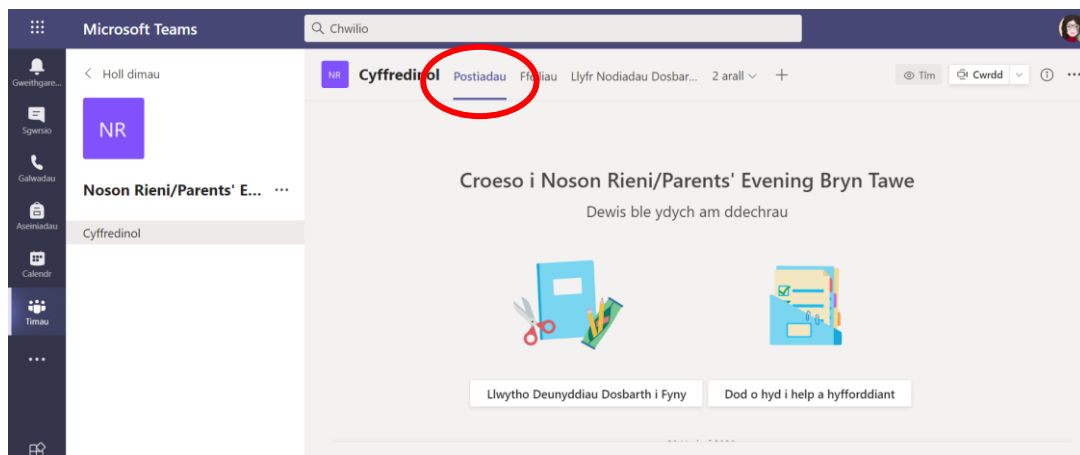 Microsoft Teams
Chwilio
Gweithgare...
Sgwrsio
Galwadau
Aseiniadau
Calendr
Timau
Holl dimau
NR
Noson Rieni/Parents' E... ...
Cyffredinol
NR Cyffredinol Postiadau Ffeiliau Llyfr Nodiadau Dosbar... 2 arall + Tîm Cwrdd
Croeso i Noson Rieni/Parents' Evening Bryn Tawe
Dewis ble ydych am ddechrau
Llwytho Deunyddiau Dosbarth i Fyny Dod o hyd i help a hyfforddiant